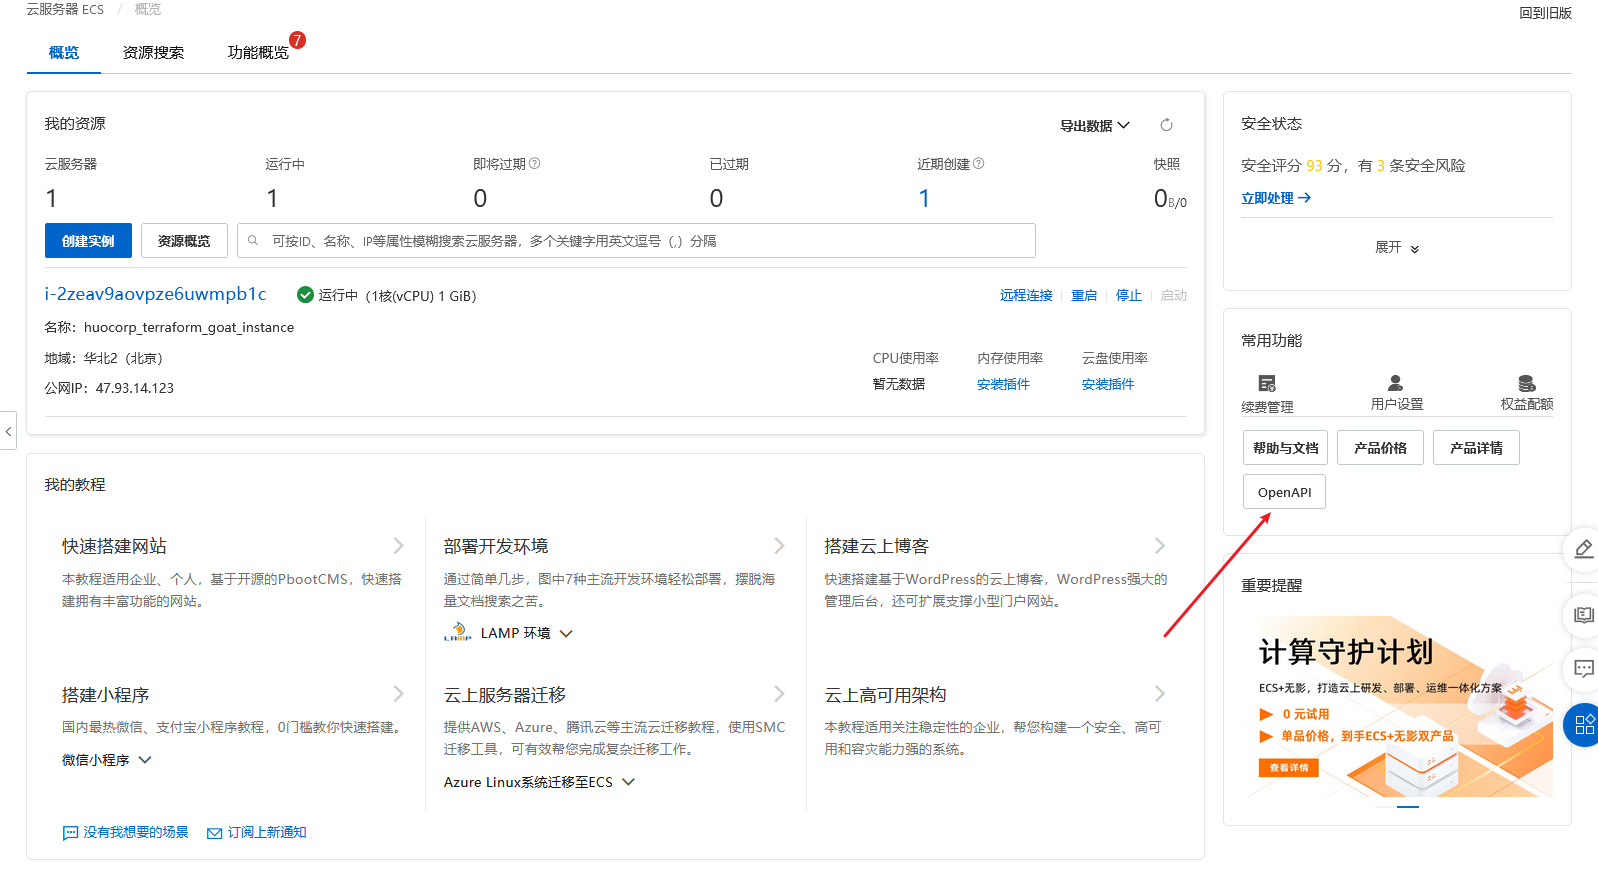 云服务器 ECS / 概览
回到旧版
概览
资源搜索
功能概览
7
我的资源
导出数据
云服务器
运行中
即将过期
已过期
近期创建
快照
1
1
0
0
1
0B/0
创建实例
资源概览
可按ID、名称、IP等属性模糊搜索云服务器，多个关键字用英文逗号（,）分隔
i-2zeav9aovpze6uwmpb1c
运行中（1核(vCPU) 1 GiB）
远程连接
重启
停止
启动
名称：huocorp_terraform_goat_instance
地域：华北2（北京）
公网IP：47.93.14.123
CPU使用率
内存使用率
云盘使用率
暂无数据
安装插件
安装插件
我的教程
快速搭建网站
本教程适用企业、个人，基于开源的PbootCMS，快速搭
建拥有丰富功能的网站。
部署开发环境
通过简单几步，图中7种主流开发环境轻松部署，摆脱海
量文档搜索之苦。
LAMP
LAMP 环境
搭建云上博客
快速搭建基于WordPress的云上博客，WordPress强大的
管理后台，还可扩展支撑小型门户网站。
搭建小程序
国内最热微信、支付宝小程序教程，0门槛教你快速搭建。
微信小程序
云上服务器迁移
提供AWS、Azure、腾讯云等主流云迁移教程，使用SMC
迁移工具，可有效帮您完成复杂迁移工作。
Azure Linux系统迁移至ECS
云上高可用架构
本教程适用关注稳定性的企业，帮您构建一个安全、高可
用和容灾能力强的系统。
没有我想要的场景
订阅上新通知
安全状态
安全评分 93 分，有 3 条安全风险
立即处理
展开
常用功能
续费管理
用户设置
权益配额
帮助与文档
产品价格
产品详情
OpenAPI
重要提醒
计算守护计划
ECS+无影，打造云上研发、部署、运维一体化方案
0 元试用
单品价格，到手ECS+无影双产品
查看详情